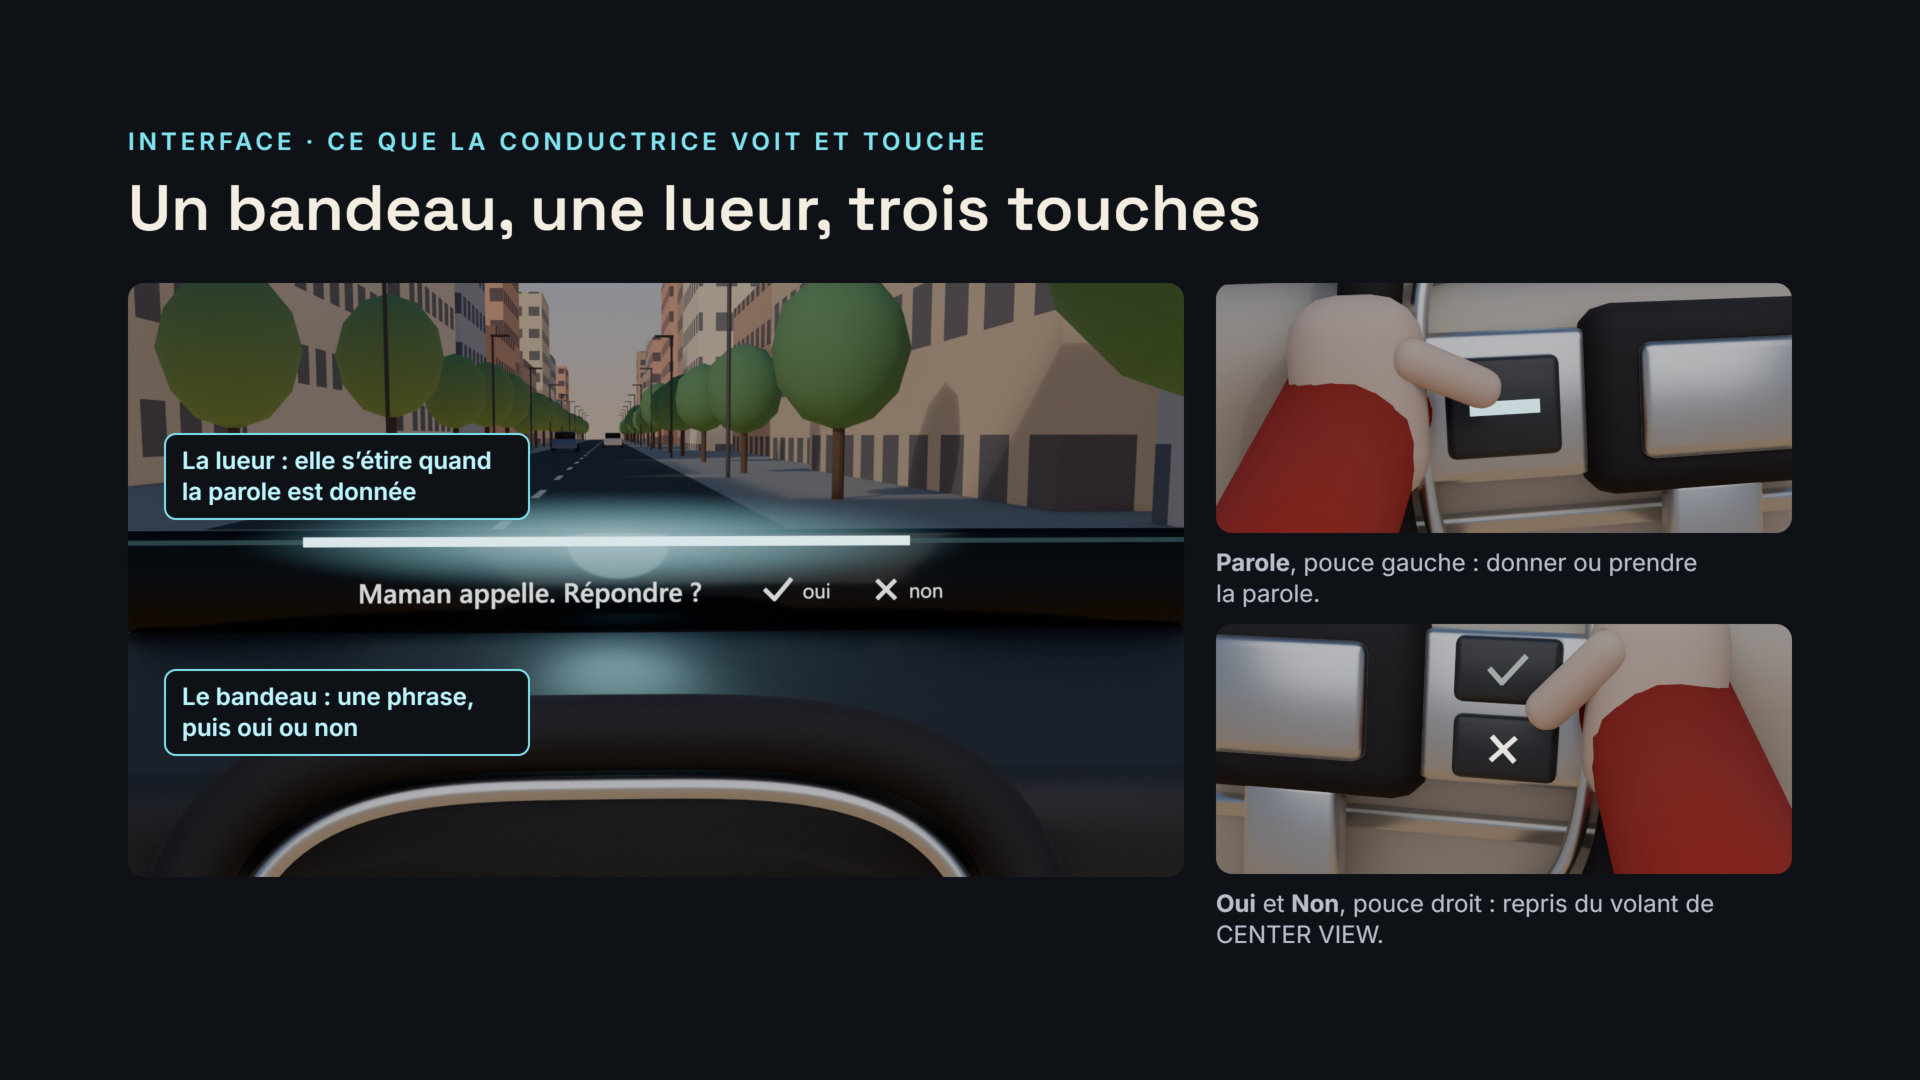 INTERFACE · CE QUE LA CONDUCTRICE VOIT ET TOUCHE
Un bandeau, une lueur, trois touches
La lueur : elle s’étire quand
la parole est donnée
Maman appelle. Répondre ? oui non
Le bandeau : une phrase,
puis oui ou non
Parole, pouce gauche : donner ou prendre
la parole.
Oui et Non, pouce droit : repris du volant de
CENTER VIEW.